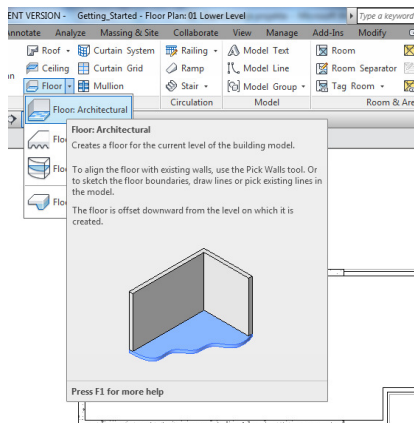 ENT VERSION - Getting_Started - Floor Plan: 01 Lower Level
Type a keyword
Annotate Analyze Massing & Site Collaborate View Manage Add-Ins Modify
Roof Curtain System Railing Model Text Room
Ceiling Curtain Grid Ramp Model Line Room Separator
Floor Mullion Stair Model Group Tag Room
Circulation Model Room & Area
Floor: Architectural
Floor: Architectural
Creates a floor for the current level of the building model.
To align the floor with existing walls, use the Pick Walls tool. Or
to sketch the floor boundaries, draw lines or pick existing lines in
the model.
The floor is offset downward from the level on which it is
created.
Press F1 for more help